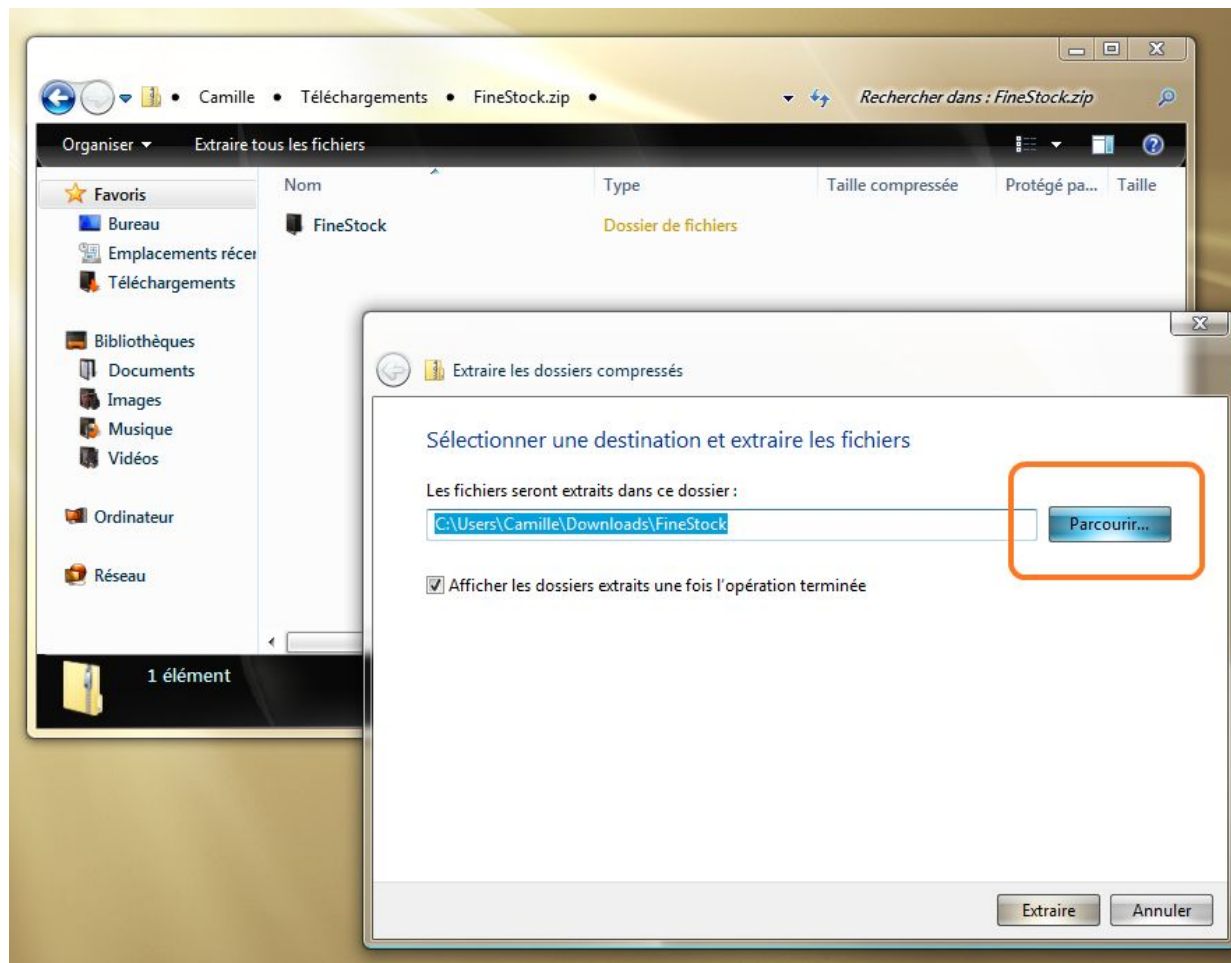 Camille • Téléchargements • FineStock.zip •
Rechercher dans : FineStock.zip
Organiser
Extraire tous les fichiers
Nom
Type
Taille compressée
Protégé pa...
Taille
Favoris
Bureau
Emplacements récen
Téléchargements
Bibliothèques
Documents
Images
Musique
Vidéos
Ordinateur
Réseau
FineStock
Dossier de fichiers
1 élément
Extraire les dossiers compressés
Sélectionner une destination et extraire les fichiers
Les fichiers seront extraits dans ce dossier :
C:\Users\Camille\Downloads\FineStock
Parcourir...
Afficher les dossiers extraits une fois l'opération terminée
Extraire
Annuler